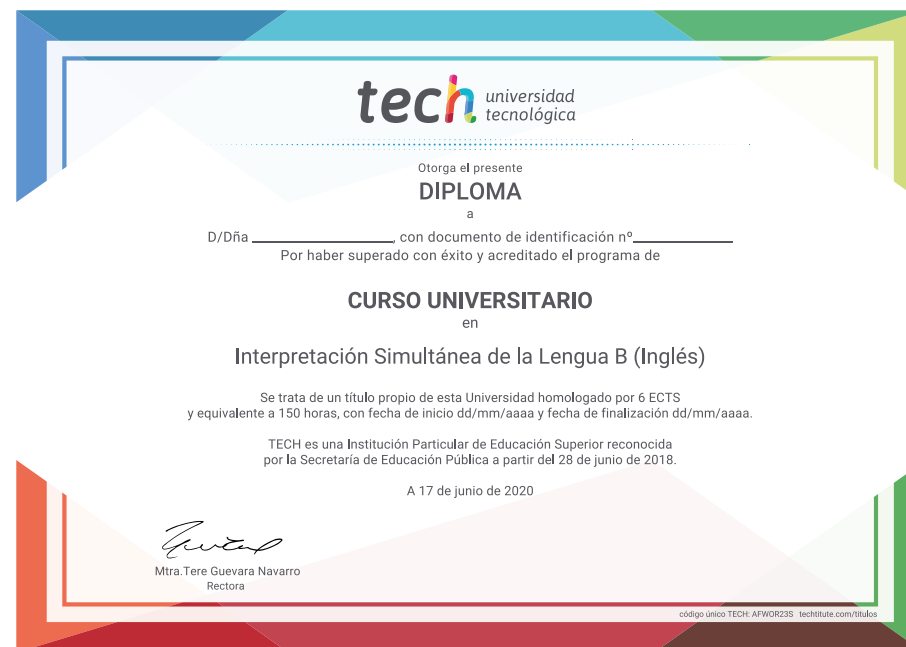 tech universidad
tecnológica
Otorga el presente
DIPLOMA
a
D/Dña ____________________, con documento de identificación nº______________
Por haber superado con éxito y acreditado el programa de
CURSO UNIVERSITARIO
en
Interpretación Simultánea de la Lengua B (Inglés)
Se trata de un título propio de esta Universidad homologado por 6 ECTS
y equivalente a 150 horas, con fecha de inicio dd/mm/aaaa y fecha de finalización dd/mm/aaaa.
TECH es una Institución Particular de Educación Superior reconocida
por la Secretaría de Educación Pública a partir del 28 de junio de 2018.
A 17 de junio de 2020
Mtra.Tere Guevara Navarro
Rectora
código único TECH: AFWOR23S techtitute.com/titulos